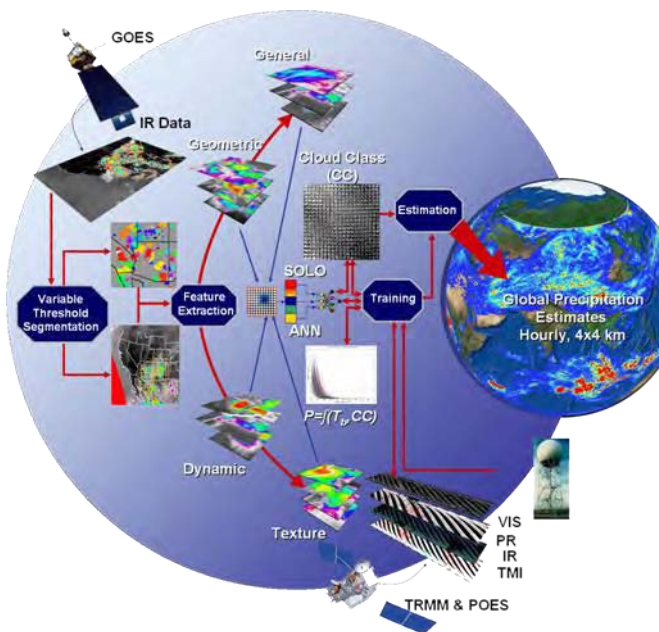 GOES
IR Data
General
Geometric
Cloud Class
(CC)
Estimation
Variable
Threshold
Segmentation
Feature
Extraction
SOLO
ANN
Training
Global Precipitation
Estimates
Hourly, 4x4 km
P=∫(Tb, CC)
Dynamic
Texture
VIS
PR
IR
TMI
TRMM & POES